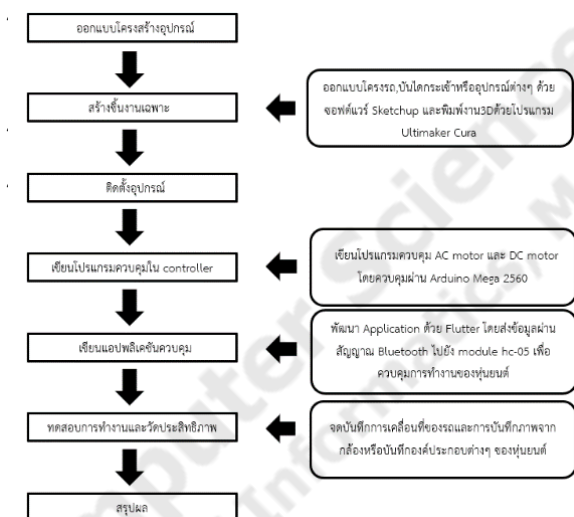 ออกแบบโครงสร้างอุปกรณ์
สร้างชิ้นงานเฉพาะ
ออกแบบโครงรถ,บันไดกระเช้าหรืออุปกรณ์ต่างๆ ด้วย
ซอฟต์แวร์ Sketchup และพิมพ์งาน3Dด้วยโปรแกรม
Ultimaker Cura
ติดตั้งอุปกรณ์
เขียนโปรแกรมควบคุมใน controller
เขียนโปรแกรมควบคุม AC motor และ DC motor
โดยควบคุมผ่าน Arduino Mega 2560
เขียนแอปพลิเคชันควบคุม
พัฒนา Application ด้วย Flutter โดยส่งข้อมูลผ่าน
สัญญาณ Bluetooth ไปยัง module hc-05 เพื่อ
ควบคุมการทำงานของหุ่นยนต์
ทดสอบการทำงานและวัดประสิทธิภาพ
จดบันทึกการเคลื่อนที่ของรถและการบันทึกภาพจาก
กล้องหรือบันทึกองค์ประกอบต่างๆ ของหุ่นยนต์
สรุปผล